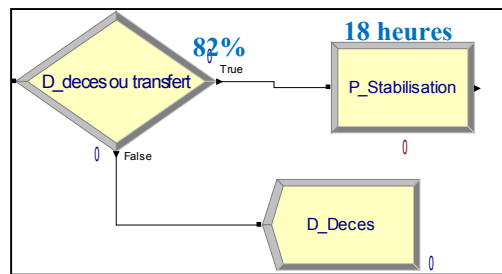 82% 18 heures
0
True
D_deces ou transfert P_Stabilisation
0 False 0
D_Deces
0